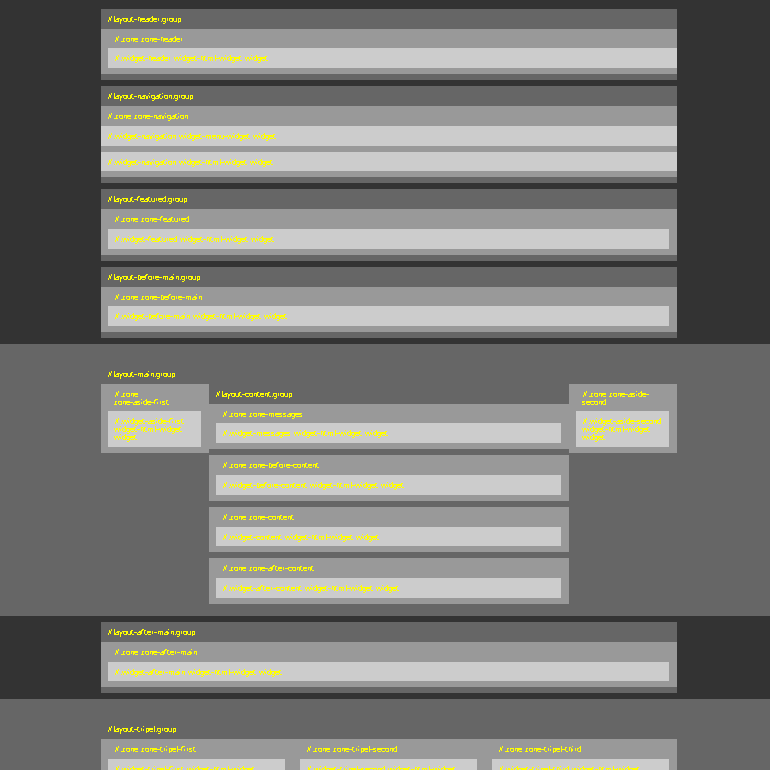 // layout-header.group
// .zone .zone-header
// .widget-header .widget-html-widget .widget
// layout-navigation.group
// .zone .zone-navigation
// .widget-navigation .widget-menu-widget .widget
// .widget-navigation .widget-html-widget .widget
// layout-featured.group
// .zone .zone-featured
// .widget-featured .widget-html-widget .widget
// layout-before-main.group
// .zone .zone-before-main
// .widget-before-main .widget-html-widget .widget
// layout-main.group
// .zone
.zone-aside-first
// .widget-aside-first
.widget-html-widget
.widget
// layout-content.group
// .zone .zone-messages
// .widget-messages .widget-html-widget .widget
// .zone .zone-before-content
// .widget-before-content .widget-html-widget .widget
// .zone .zone-content
// .widget-content .widget-html-widget .widget
// .zone .zone-after-content
// .widget-after-content .widget-html-widget .widget
// .zone .zone-aside-
second
// .widget-aside-second
.widget-html-widget
.widget
// layout-after-main.group
// .zone .zone-after-main
// .widget-after-main .widget-html-widget .widget
// layout-tripel.group
// .zone .zone-tripel-first
// .zone .zone-tripel-second
// .zone .zone-tripel-third